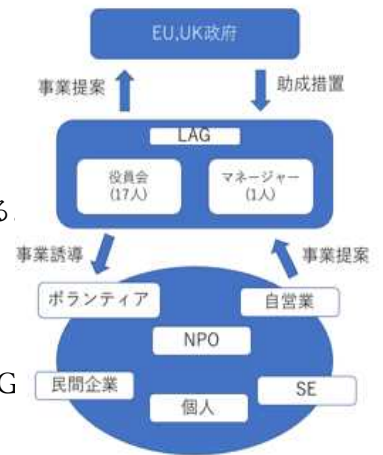 EU,UK政府
事業提案
助成措置
LAG
役員会
(17人)
マネージャー
(1人)
る.
事業誘導
事業提案
ボランティア
自営業
NPO
G
民間企業
SE
個人